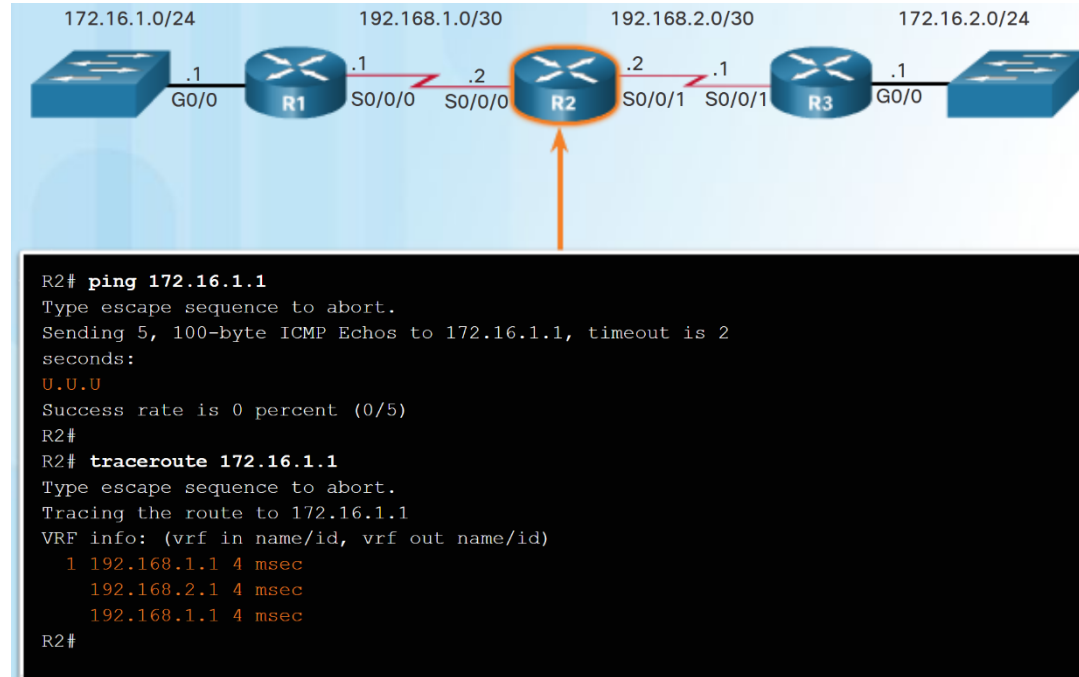 172.16.1.0/24 192.168.1.0/30 192.168.2.0/30 172.16.2.0/24
.1 .1 .2 .2 .1 .1
G0/0 R1 S0/0/0 S0/0/0 R2 S0/0/1 S0/0/1 R3 G0/0
R2# ping 172.16.1.1
Type escape sequence to abort.
Sending 5, 100-byte ICMP Echos to 172.16.1.1, timeout is 2
seconds:
U.U.U
Success rate is 0 percent (0/5)
R2#
R2# traceroute 172.16.1.1
Type escape sequence to abort.
Tracing the route to 172.16.1.1
VRF info: (vrf in name/id, vrf out name/id)
1 192.168.1.1 4 msec
192.168.2.1 4 msec
192.168.1.1 4 msec
R2#